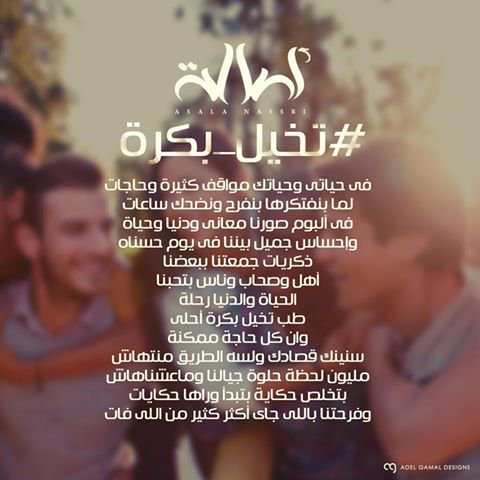 أصالة
ASALA NASSRI
#تخيل_بكرة
فى حياتى وحياتك مواقف كثيرة وحاجات
لما بنفتكرها بنفرح ونضحك ساعات
فى ألبوم صورنا معانى ودنيا وحياة
وإحساس جميل بيننا فى يوم حسناه
ذكريات جمعتنا ببعضنا
أهل وصحاب وناس بتحبنا
الحياة والدنيا رحلة
طب تخيل بكرة أحلى
وان كل حاجة ممكنة
سنينك قصادك ولسه الطريق منتهاش
مليون لحظة حلوة جيالنا وماعشناهاش
بتخلص حكاية بتبدأ وراها حكايات
وفرحتنا باللى جاى أكثر كثير من اللى فات
ADEL GAMAL DESIGNS